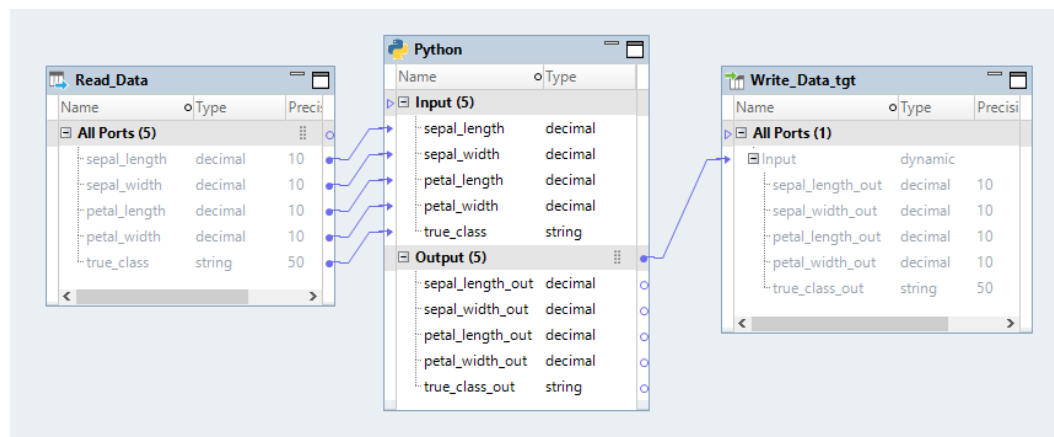 Read_Data
Name Type Precis
All Ports (5)
sepal_length decimal 10
sepal_width decimal 10
petal_length decimal 10
petal_width decimal 10
true_class string 50
Python
Name Type
Input (5)
sepal_length decimal
sepal_width decimal
petal_length decimal
petal_width decimal
true_class string
Output (5)
sepal_length_out decimal
sepal_width_out decimal
petal_length_out decimal
petal_width_out decimal
true_class_out string
Write_Data_tgt
Name Type Precisi
All Ports (1)
Input dynamic
sepal_length_out decimal 10
sepal_width_out decimal 10
petal_length_out decimal 10
petal_width_out decimal 10
true_class_out string 50